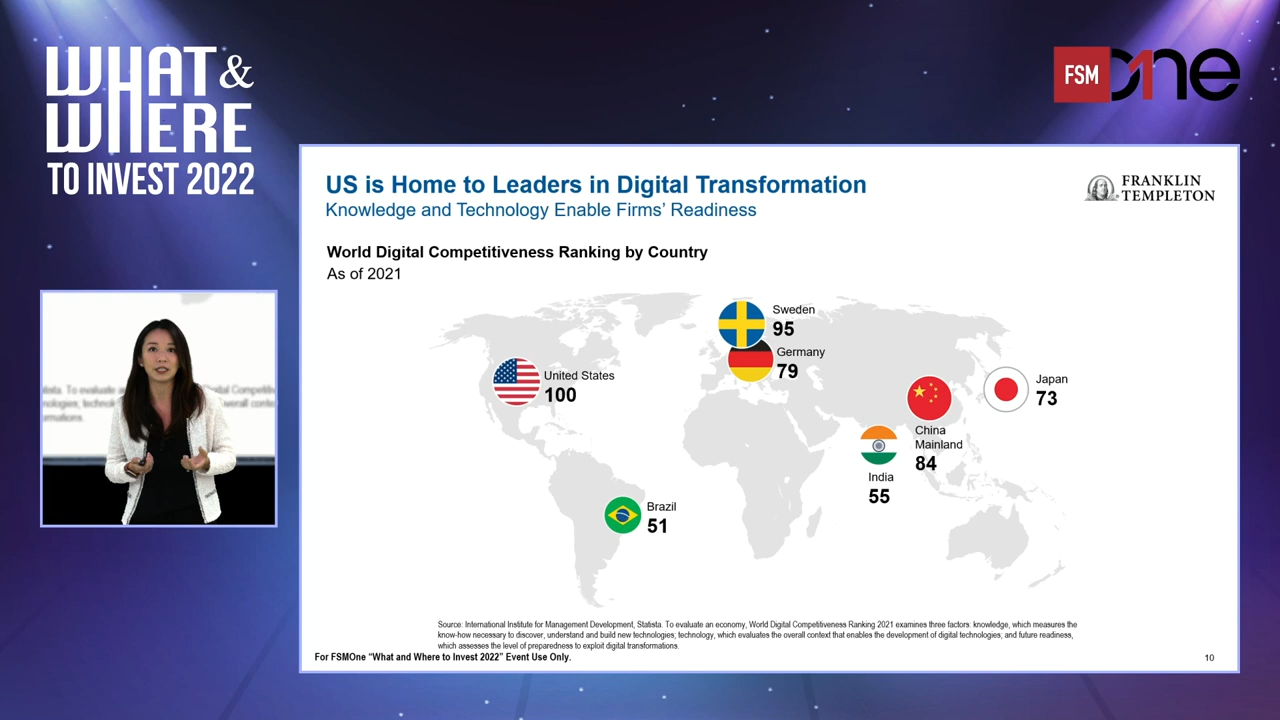 WHAT &
WHERE
TO INVEST 2022
FSM One
US is Home to Leaders in Digital Transformation
Knowledge and Technology Enable Firms’ Readiness
FRANKLIN
TEMPLETON
World Digital Competitiveness Ranking by Country
As of 2021
Sweden
95
Germany
79
United States
100
Japan
73
China
Mainland
84
India
55
Brazil
51
Source: International Institute for Management Development, Statista. To evaluate an economy, World Digital Competitiveness Ranking 2021 examines three factors: knowledge, which measures the
know-how necessary to discover, understand and build new technologies; technology, which evaluates the overall context that enables the development of digital technologies; and future readiness,
which assesses the level of preparedness to exploit digital transformations.
For FSMOne “What and Where to Invest 2022” Event Use Only.
10